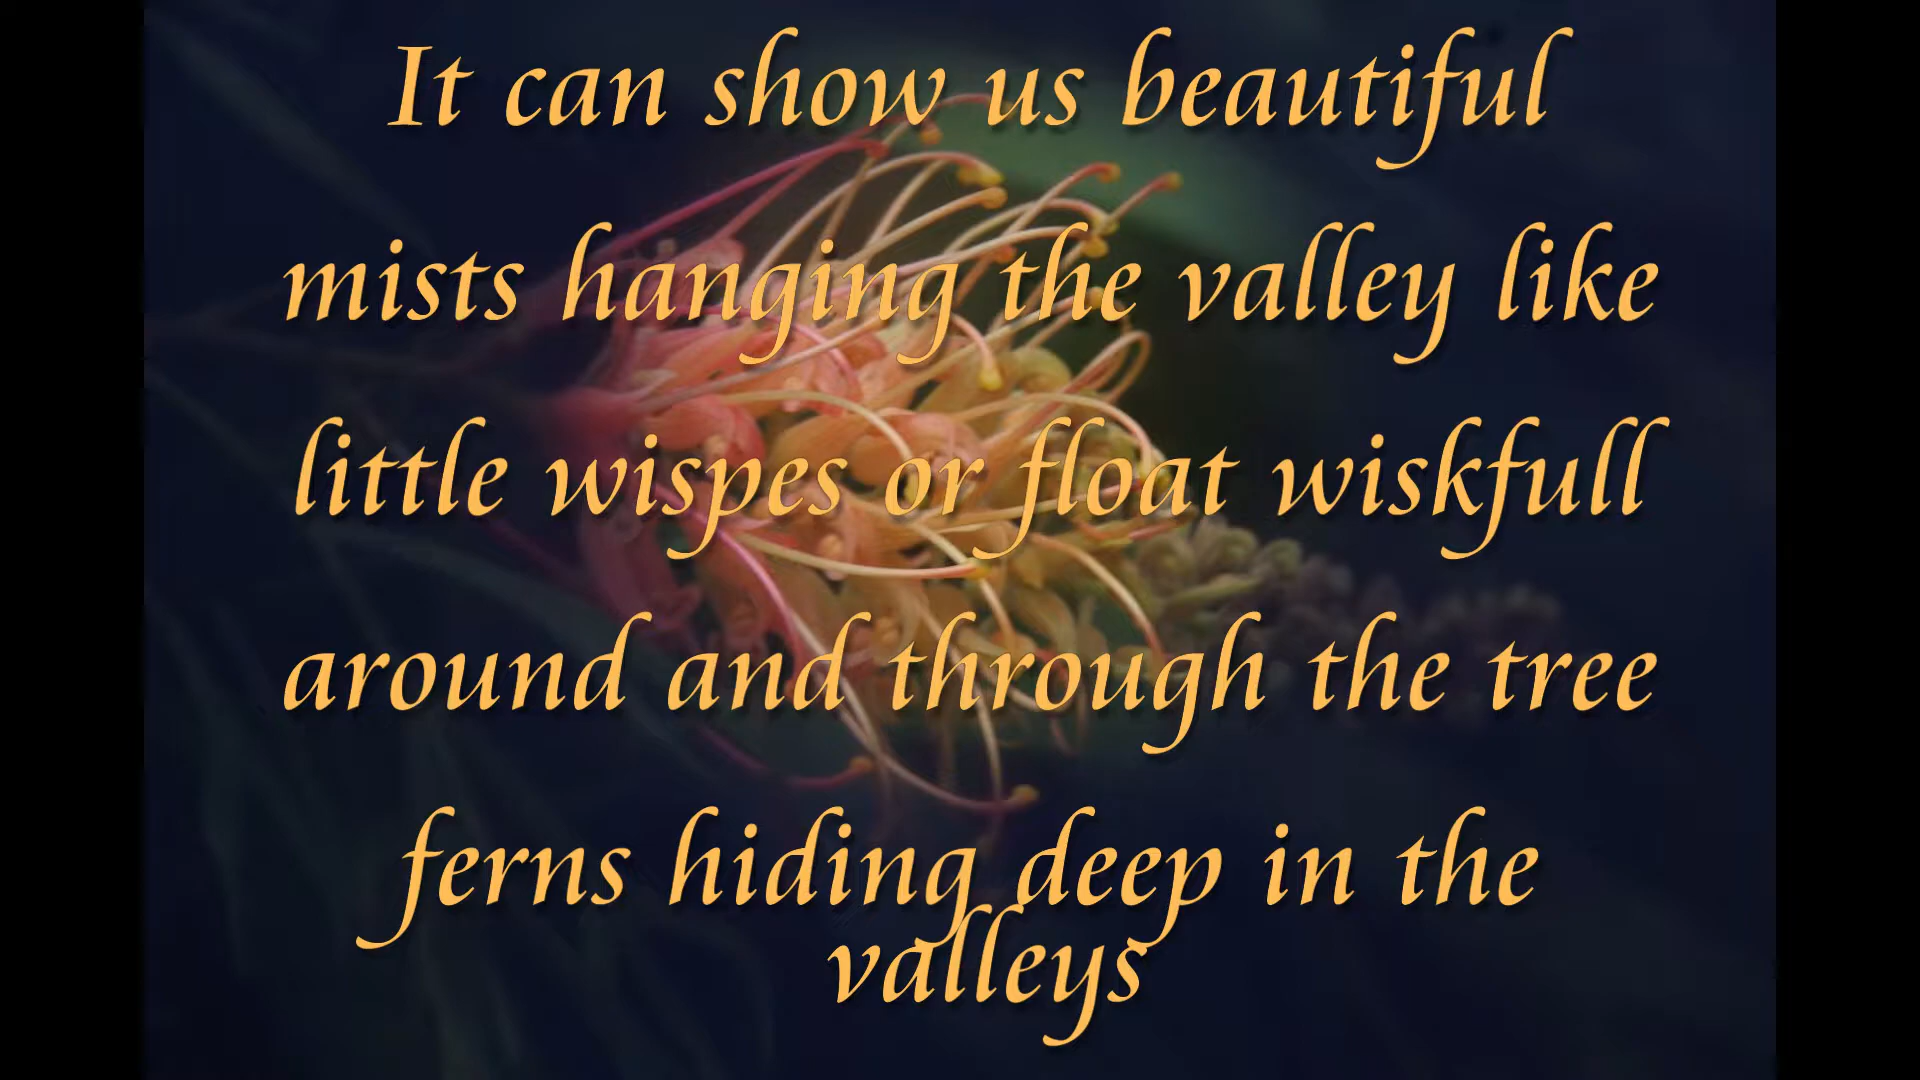 It can show us beautiful
mists hanging the valley like
little wispes or float wiskfull
around and through the tree
ferns hiding deep in the
valleys